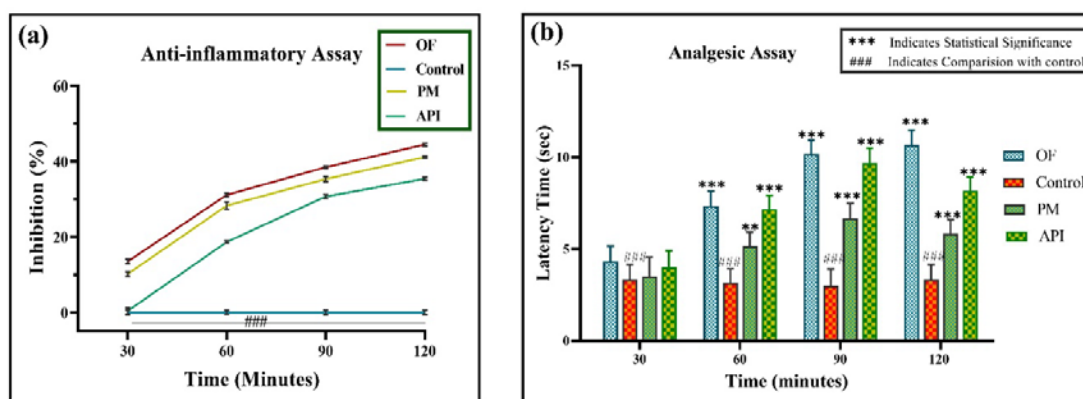 (a)
Anti-inflammatory Assay
OF
Control
PM
API
Inhibition (%)
60
40
20
0
###
30
60
90
120
Time (Minutes)
(b)
Analgesic Assay
*** Indicates Statistical Significance
### Indicates Comparision with control
Latency Time (sec)
15
10
5
0
###
***
###
**
***
***
###
***
***
***
###
***
***
30
60
90
120
Time (minutes)
OF
Control
PM
API